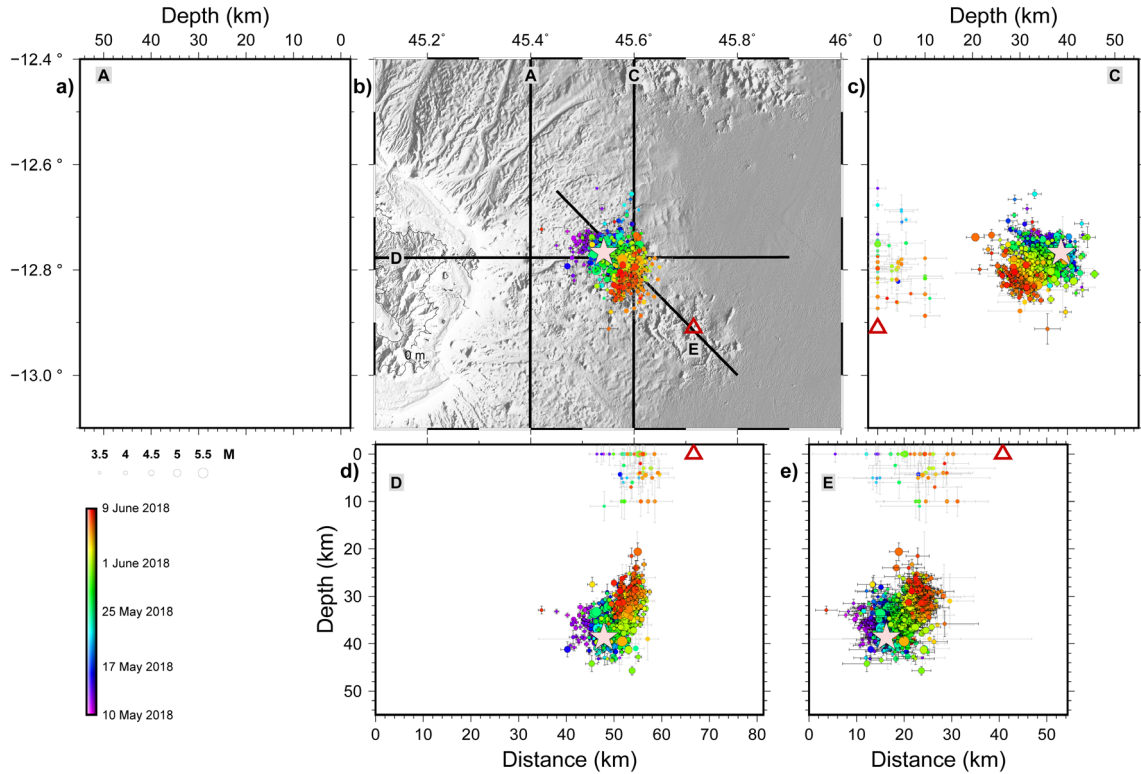 Depth (km)
50 40 30 20 10 0
45.2° 45.4° 45.6° 45.8° 46°
Depth (km)
0 10 20 30 40 50
−12.4°
−12.6°
−12.8°
−13.0°
a)
A
b)
A
C
D
E
0 m
c)
C
3.5 4 4.5 5 5.5 M
9 June 2018
1 June 2018
25 May 2018
17 May 2018
10 May 2018
d)
D
Depth (km)
0 10 20 30 40 50 60 70 80
Distance (km)
e)
E
0
10
20
30
40
50
0 10 20 30 40 50
Distance (km)